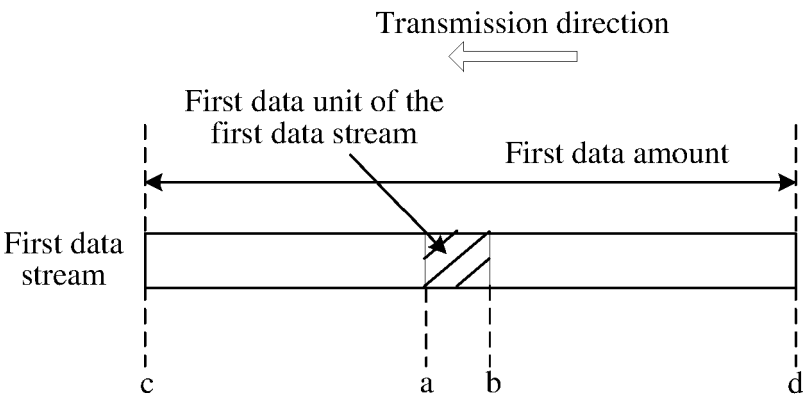 Transmission direction
First data unit of the
first data stream
First data amount
First data
stream
c
a
b
d